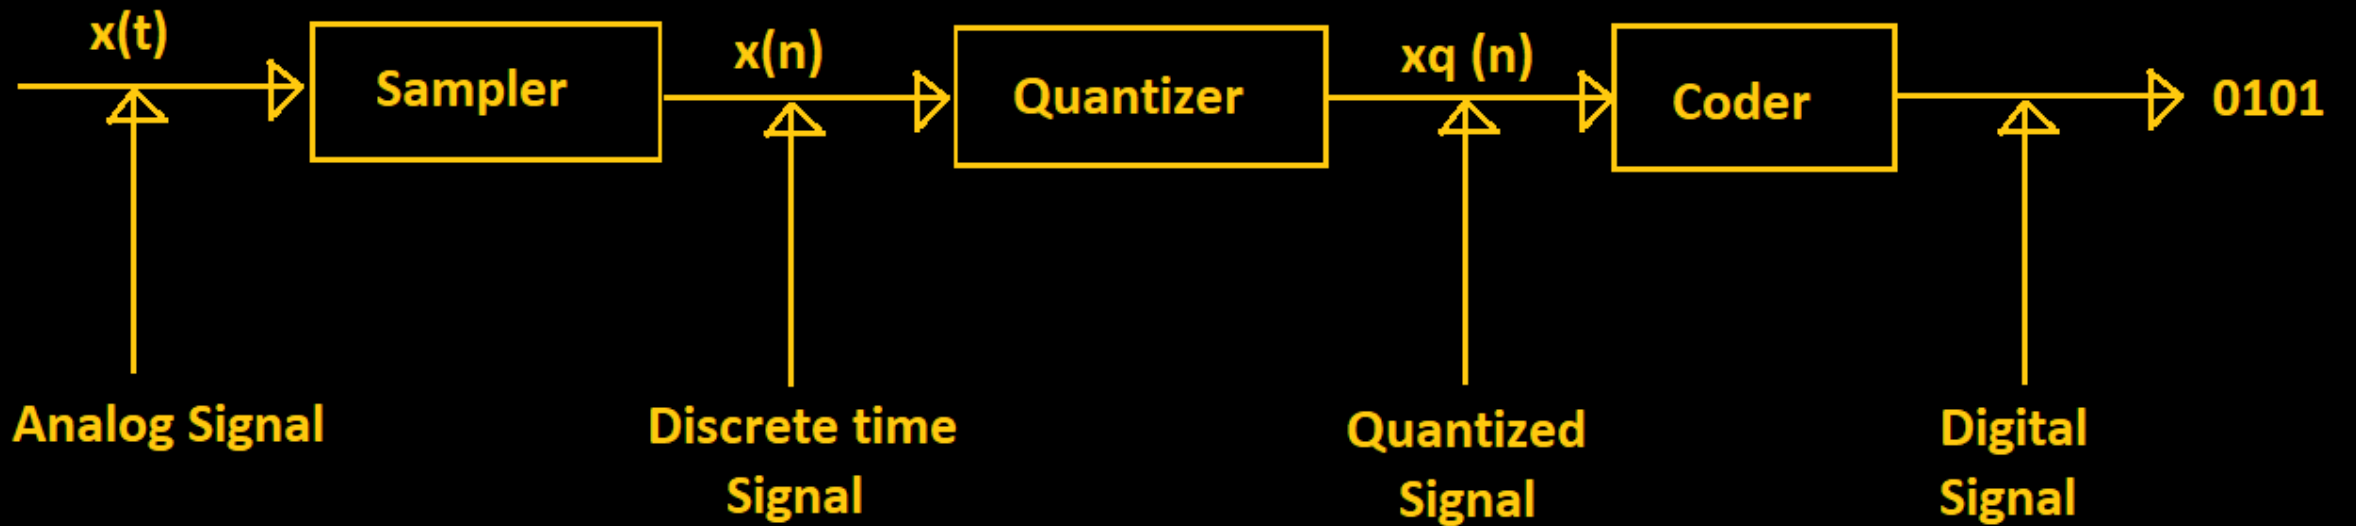 x(t)
Sampler
x(n)
Quantizer
xq (n)
Coder
0101
Analog Signal
Discrete time
Signal
Quantized
Signal
Digital
Signal